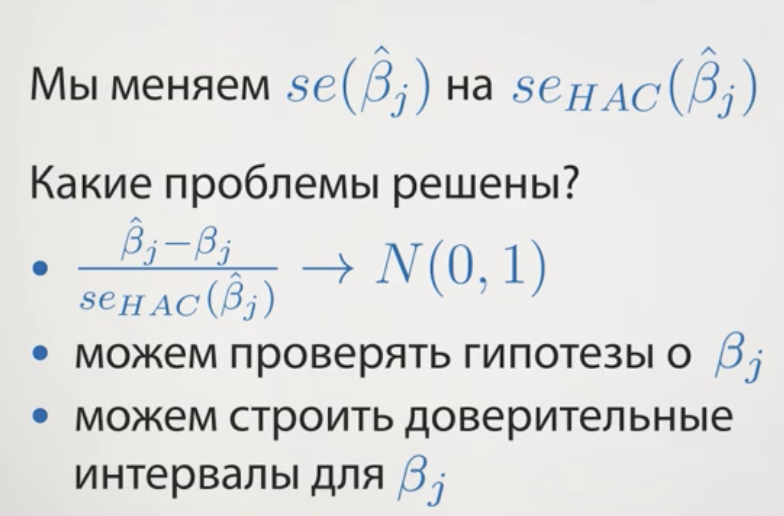 Мы меняем $se(\hat{\beta}_j)$ на $se_{HAC}(\hat{\beta}_j)$
Какие проблемы решены?
• $\frac{\hat{\beta}_j - \beta_j}{se_{HAC}(\hat{\beta}_j)} \to N(0, 1)$
• можем проверять гипотезы о $\beta_j$
• можем строить доверительные
интервалы для $\beta_j$